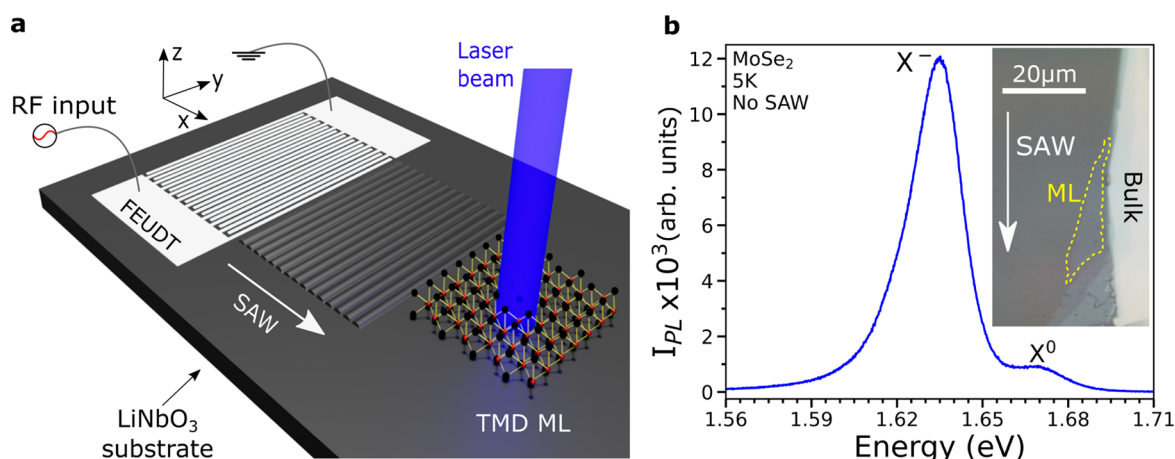 a
z
y
x
RF input
FEUDT
SAW
Laser
beam
LiNbO₃
substrate
TMD ML
b
MoSe₂
5K
No SAW
X⁻
X⁰
20μm
SAW
ML
Bulk
12
10
8
6
4
2
0
I_PL x10³ (arb. units)
1.56 1.59 1.62 1.65 1.68 1.71
Energy (eV)